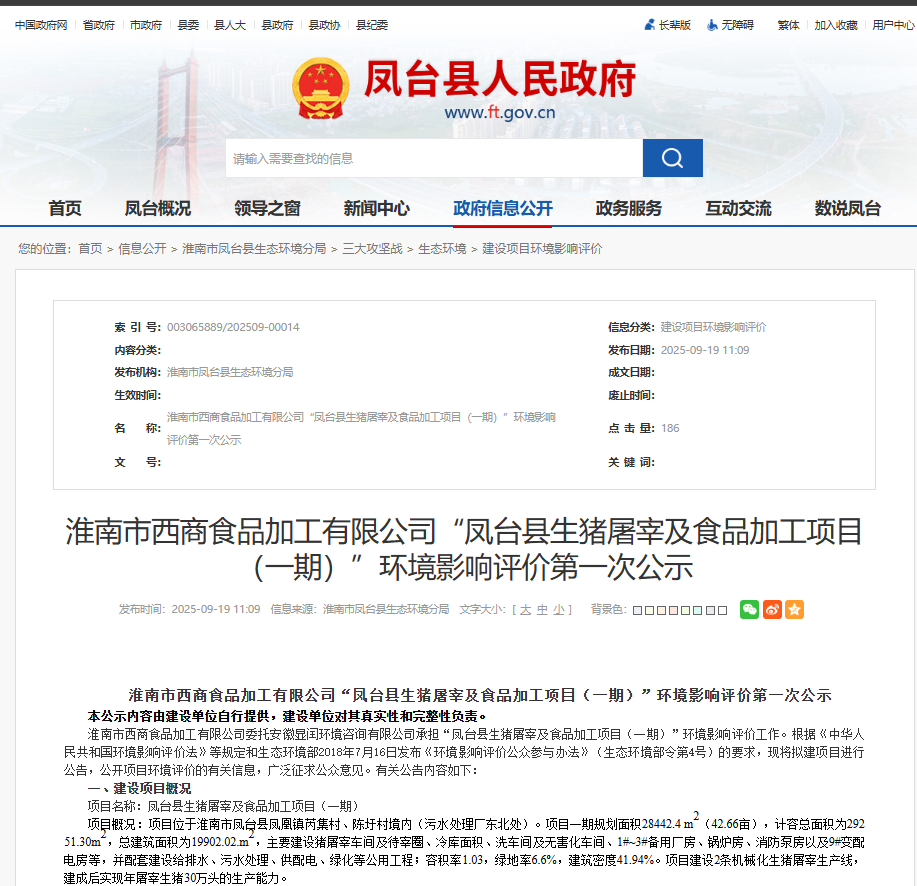 中国政府网 省政府 市政府 县委 县人大 县政府 县政协 县纪委 长辈版 无障碍 繁体 加入收藏 用户中心
凤台县人民政府
www.ft.gov.cn
请输入需要查找的信息
首页 凤台概况 领导之窗 新闻中心 政府信息公开 政务服务 互动交流 数说凤台
您的位置：首页 > 信息公开 > 淮南市凤台县生态环境分局 > 三大攻坚战 > 生态环境 > 建设项目环境影响评价
索 引 号： 003065889/202509-00014 信息分类： 建设项目环境影响评价
内容分类： 发布日期： 2025-09-19 11:09
发布机构： 淮南市凤台县生态环境分局 成文日期：
生效时间： 废止时间：
名 称： 淮南市西商食品加工有限公司“凤台县生猪屠宰及食品加工项目（一期）”环境影响
评价第一次公示 点 击 量： 186
文 号： 关 键 词：
淮南市西商食品加工有限公司“凤台县生猪屠宰及食品加工项目
（一期）”环境影响评价第一次公示
发布时间：2025-09-19 11:09 信息来源：淮南市凤台县生态环境分局 文字大小：[ 大 中 小 ] 背景色：
淮南市西商食品加工有限公司“凤台县生猪屠宰及食品加工项目（一期）”环境影响评价第一次公示
本公示内容由建设单位自行提供，建设单位对其真实性和完整性负责。
淮南市西商食品加工有限公司委托安徽显闰环境咨询有限公司承担“凤台县生猪屠宰及食品加工项目（一期）”环境影响评价工作。根据《中华人
民共和国环境影响评价法》等规定和生态环境部2018年7月16日发布《环境影响评价公众参与办法》（生态环境部令第4号）的要求，现将拟建项目进行
公告，公开项目环境评价的有关信息，广泛征求公众意见。有关公告内容如下：
一、建设项目概况
项目名称：凤台县生猪屠宰及食品加工项目（一期）
项目概况：项目位于淮南市凤台县凤凰镇芮集村、陈圩村境内（污水处理厂东北处）。项目一期规划面积28442.4 m²（42.66亩），计容总面积为292
51.30m²，总建筑面积为19902.02.m²，主要建设猪屠宰车间及待宰圈、冷库面积、洗车间及无害化车间、1#~3#备用厂房、锅炉房、消防泵房以及9#变配
电房等，并配套建设给排水、污水处理、供配电、绿化等公用工程；容积率1.03，绿地率6.6%，建筑密度41.94%。项目建设2条机械化生猪屠宰生产线，
建成后实现年屠宰生猪30万头的生产能力。